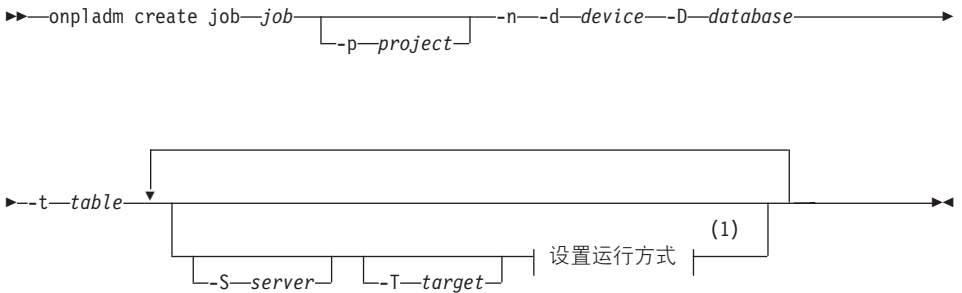 onpladm create job job -n -d device -D database
-p project
-t table
(1)
设置运行方式
-S server -T target